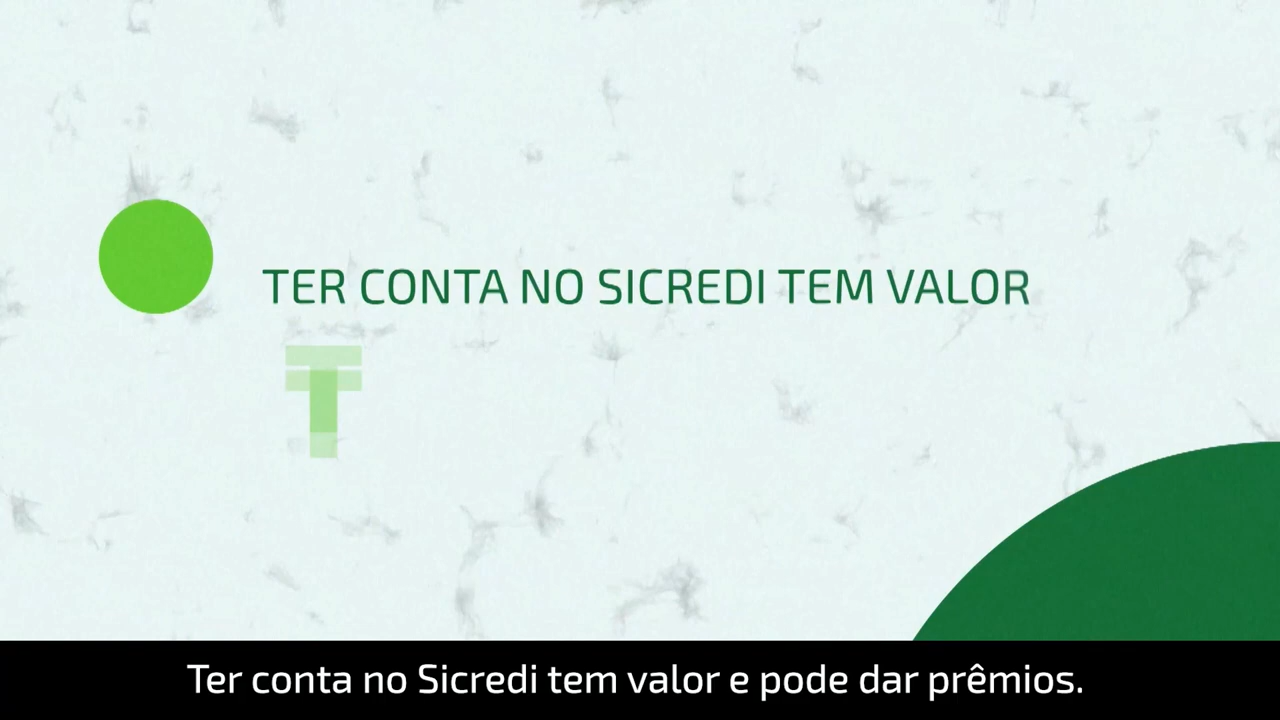 TER CONTA NO SICREDI TEM VALOR
T
Ter conta no Sicredi tem valor e pode dar prêmios.